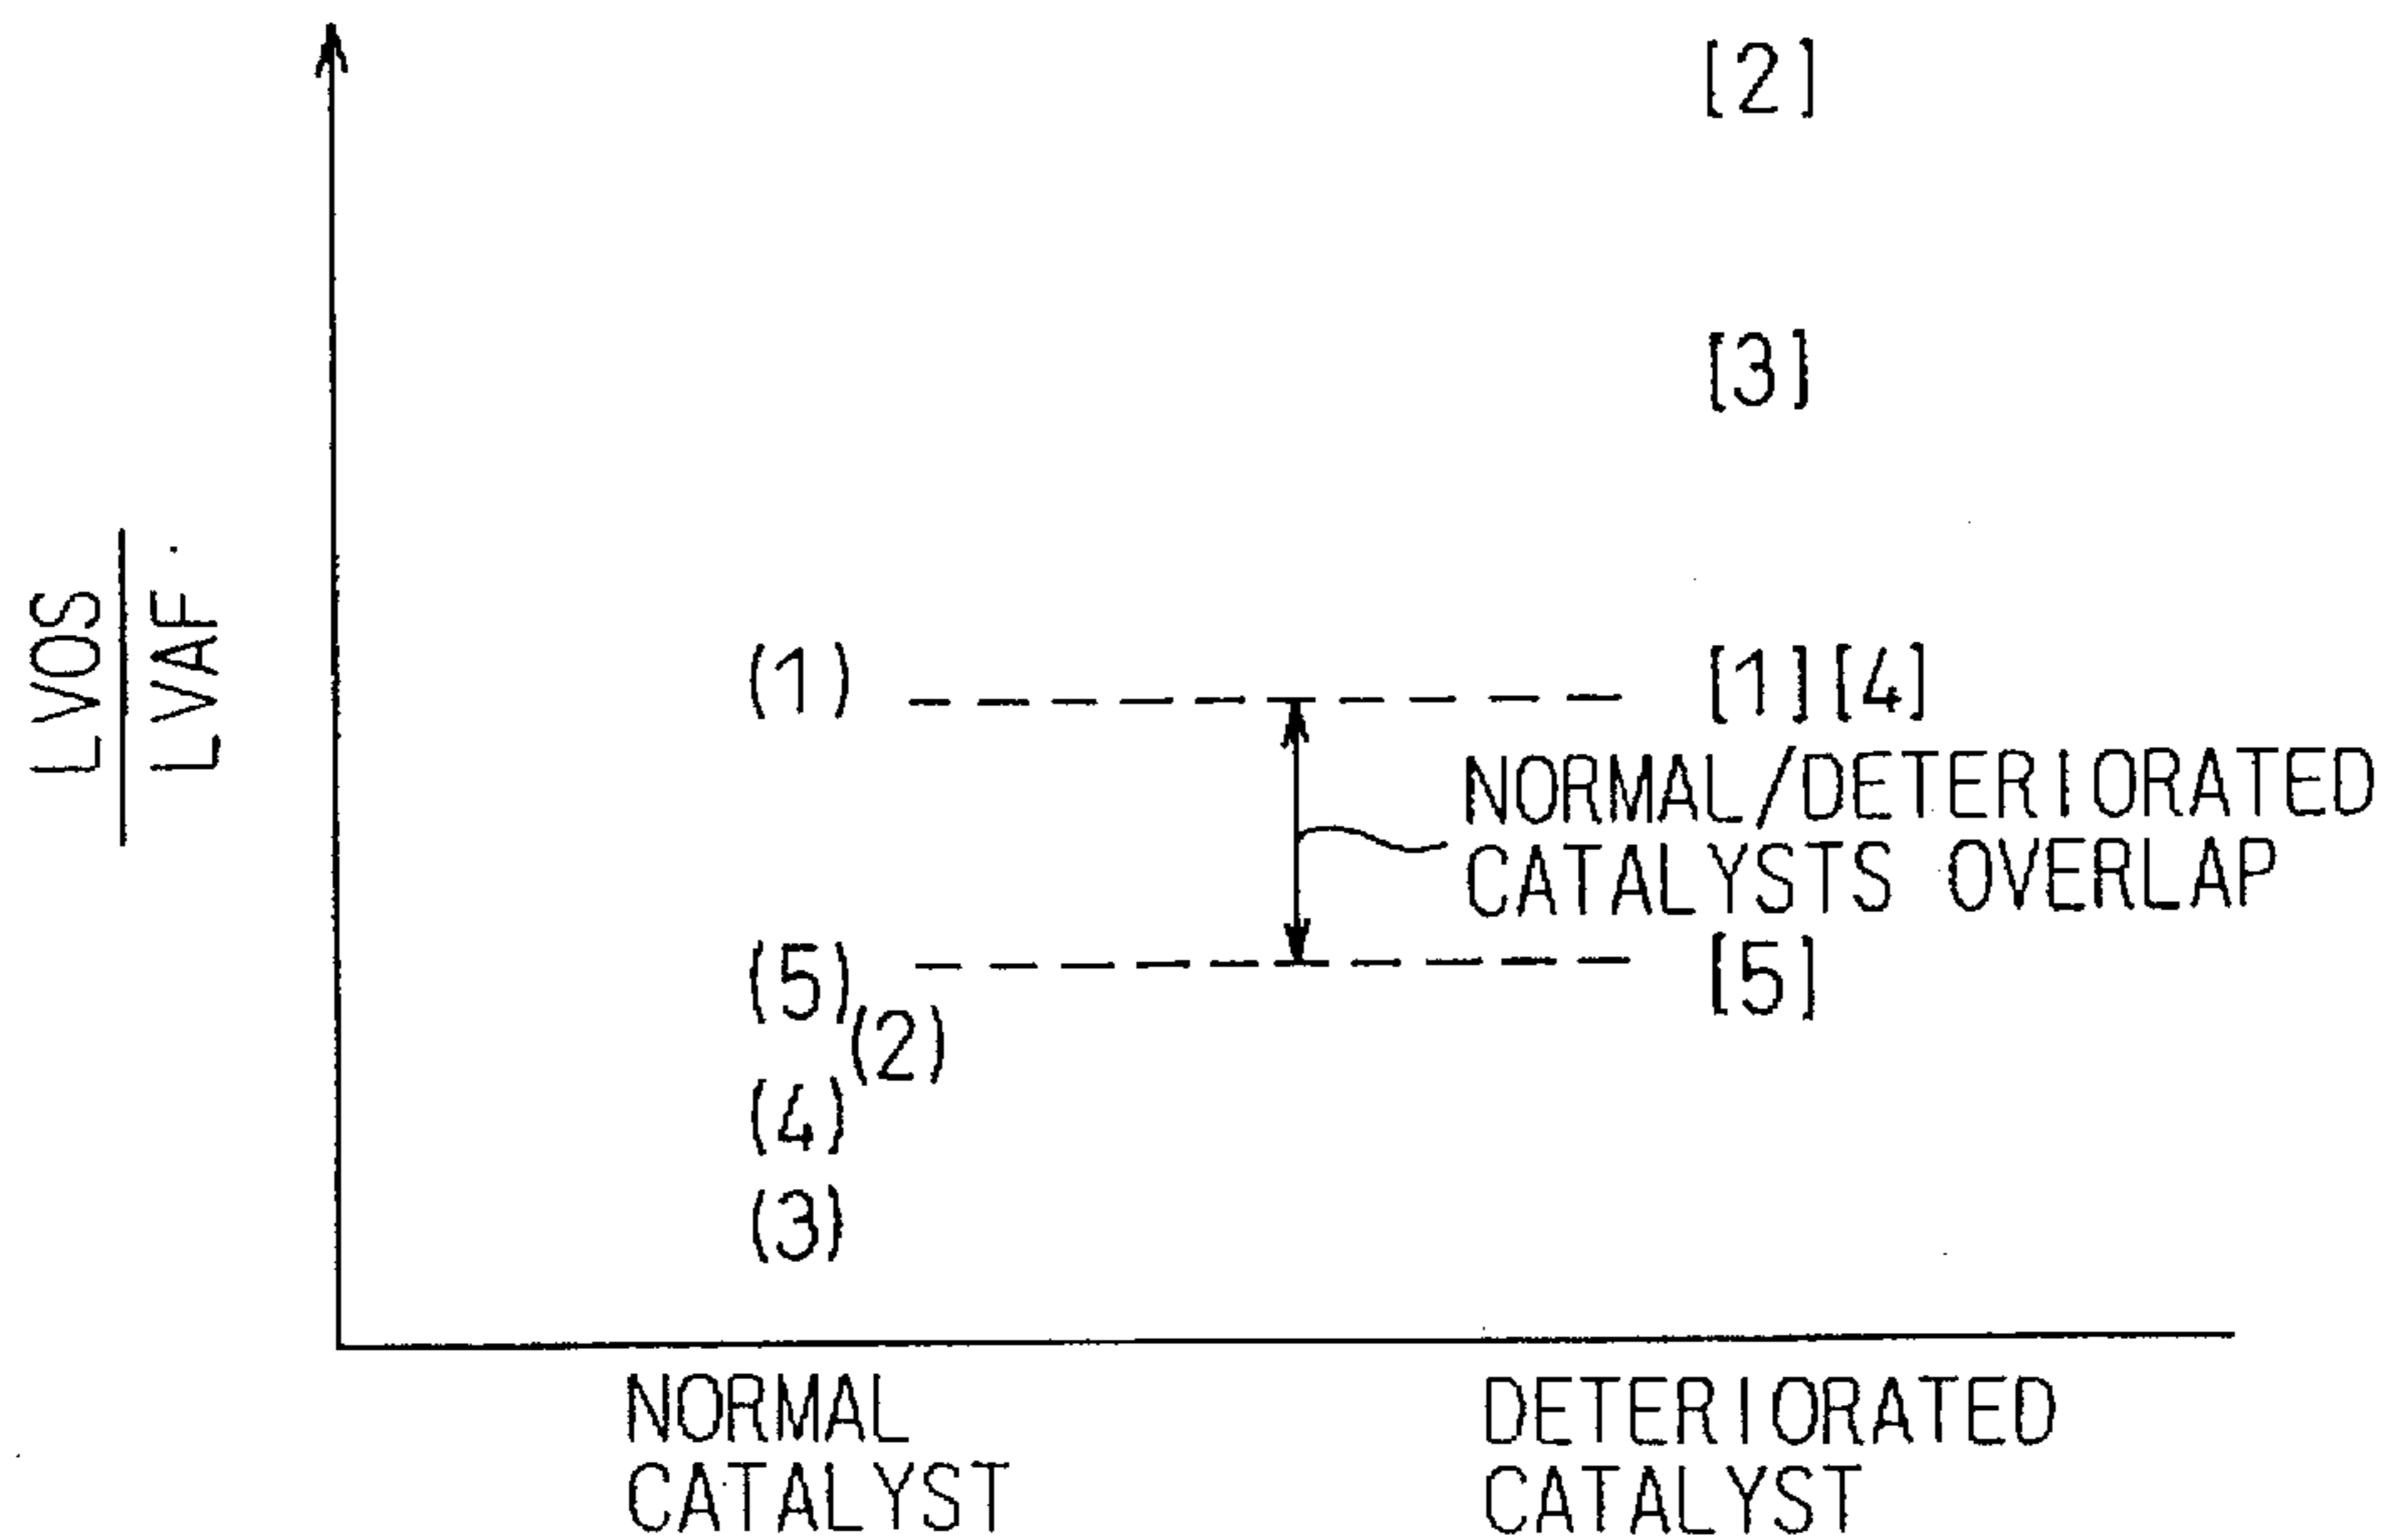 [2]
[3]
LVOS
LVAF
(1)
[1][4]
NORMAL/DETERIORATED
CATALYSTS OVERLAP
(5)
[5]
(2)
(4)
(3)
NORMAL
CATALYST
DETERIORATED
CATALYST